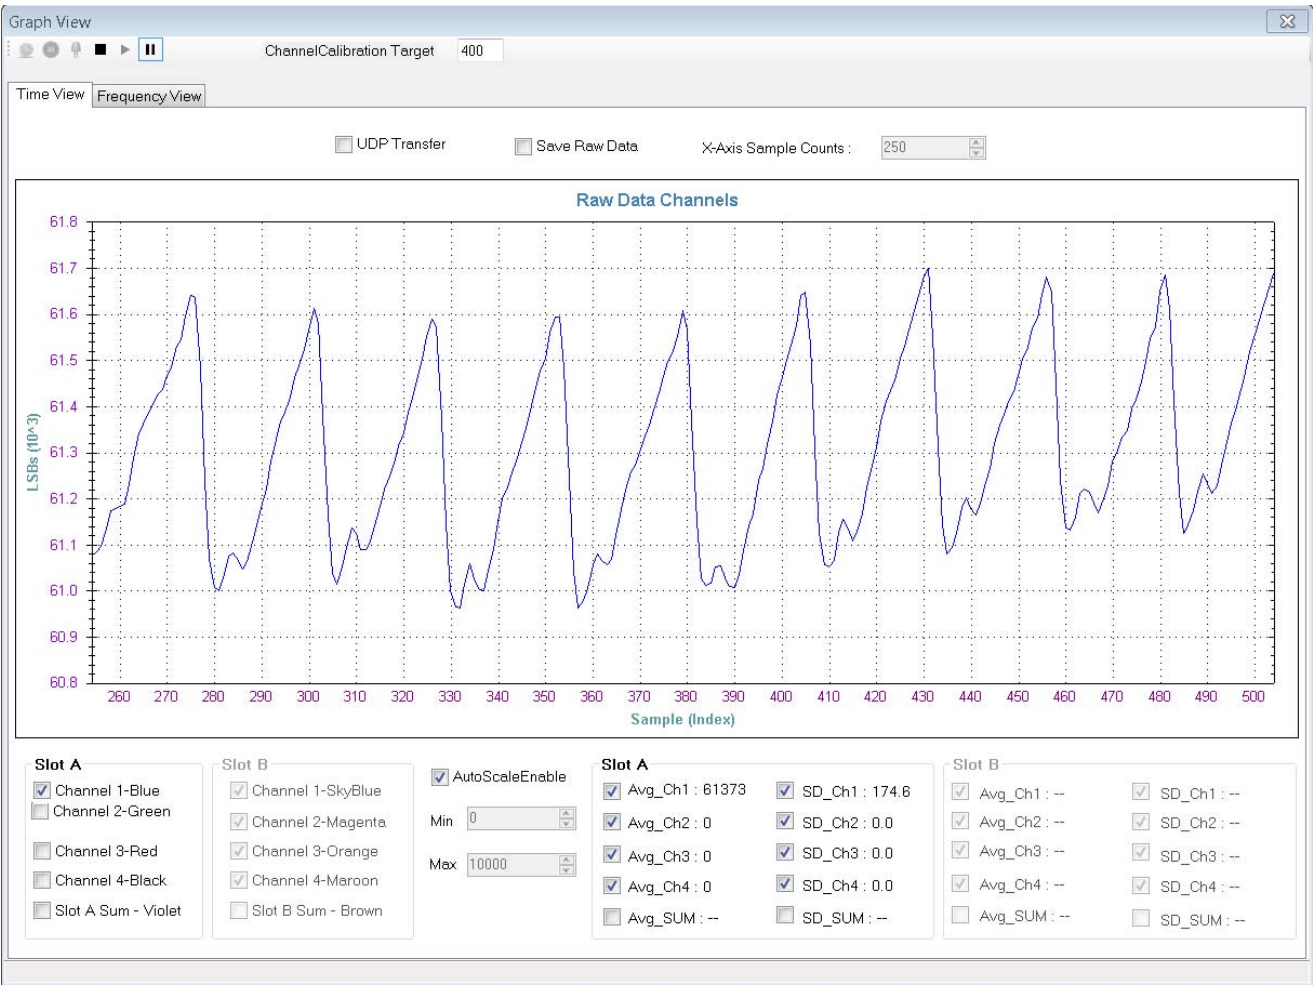 Graph View
ChannelCalibration Target 400
Time View Frequency View
UDP Transfer Save Raw Data X-Axis Sample Counts : 250
Raw Data Channels
61.8
61.7
61.6
61.5
61.4
61.3
61.2
61.1
61.0
60.9
60.8
LSBs (10^3)
260 270 280 290 300 310 320 330 340 350 360 370 380 390 400 410 420 430 440 450 460 470 480 490 500
Sample (Index)
Slot A
Channel 1-Blue
Channel 2-Green
Channel 3-Red
Channel 4-Black
Slot A Sum - Violet
Slot B
Channel 1-SkyBlue
Channel 2-Magenta
Channel 3-Orange
Channel 4-Maroon
Slot B Sum - Brown
AutoScaleEnable
Min 0
Max 10000
Slot A
Avg_Ch1 : 61373 SD_Ch1 : 174.6
Avg_Ch2 : 0 SD_Ch2 : 0.0
Avg_Ch3 : 0 SD_Ch3 : 0.0
Avg_Ch4 : 0 SD_Ch4 : 0.0
Avg_SUM : -- SD_SUM : --
Slot B
Avg_Ch1 : -- SD_Ch1 : --
Avg_Ch2 : -- SD_Ch2 : --
Avg_Ch3 : -- SD_Ch3 : --
Avg_Ch4 : -- SD_Ch4 : --
Avg_SUM : -- SD_SUM : --